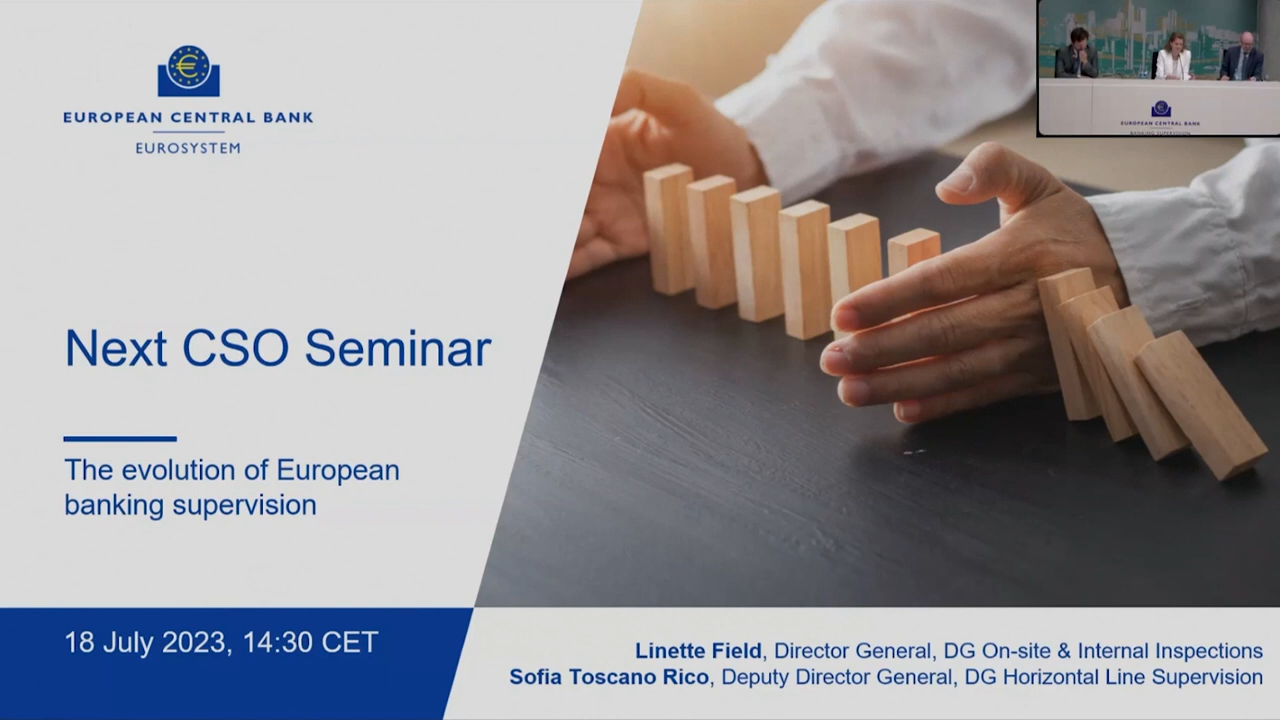 EUROPEAN CENTRAL BANK
EUROSYSTEM
EUROPEAN CENTRAL BANK
BANKING SUPERVISION
Next CSO Seminar
The evolution of European
banking supervision
18 July 2023, 14:30 CET
Linette Field, Director General, DG On-site & Internal Inspections
Sofia Toscano Rico, Deputy Director General, DG Horizontal Line Supervision